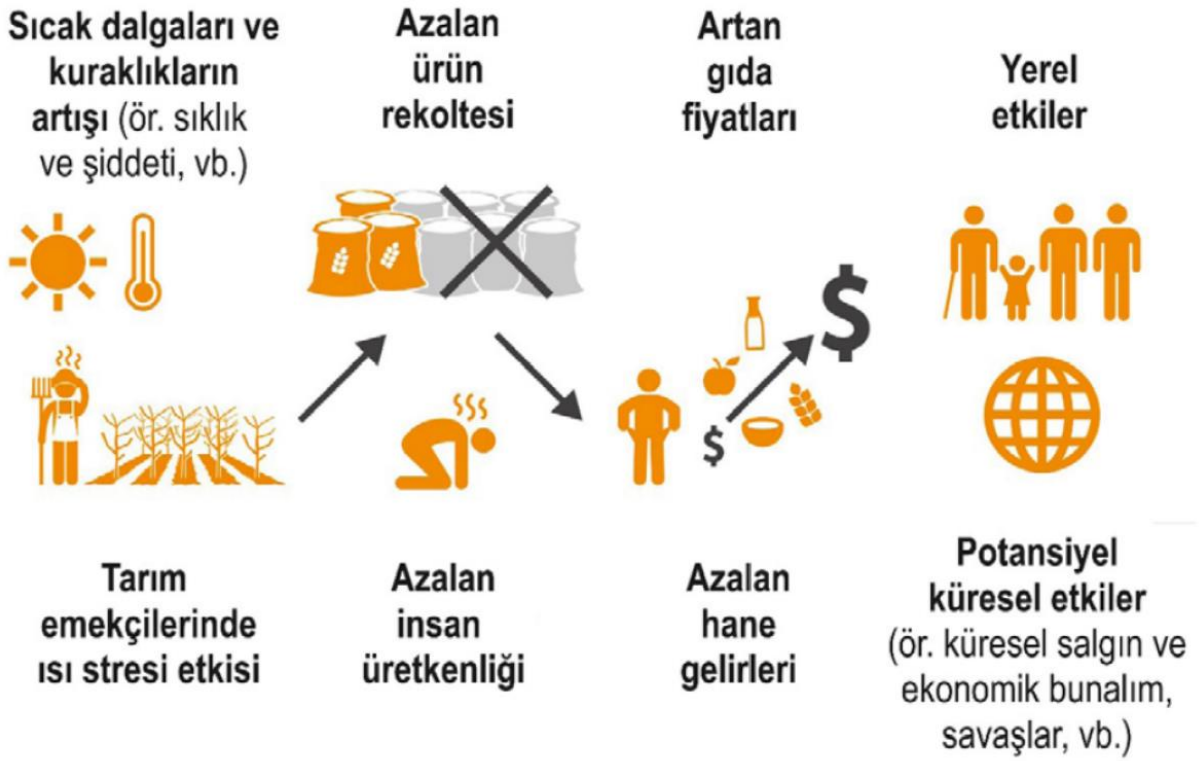 Sıcak dalgaları ve
kuraklıkların
artışı (ör. sıklık
ve şiddeti, vb.)
Azalan
ürün
rekoltesi
Artan
gıda
fiyatları
Yerel
etkiler
$
$
Tarım
emekçilerinde
ısı stresi etkisi
Azalan
insan
üretkenliği
Azalan
hane
gelirleri
Potansiyel
küresel etkiler
(ör. küresel salgın ve
ekonomik bunalım,
savaşlar, vb.)